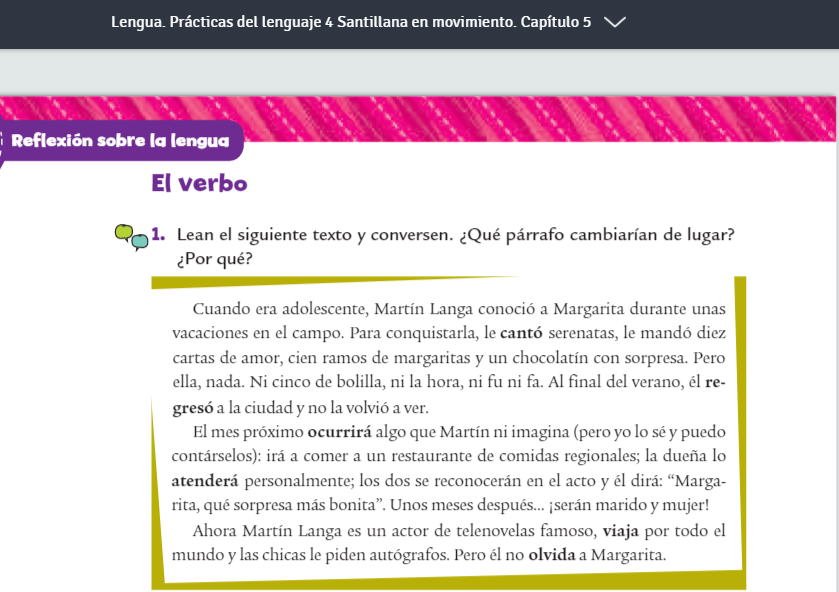 Lengua. Prácticas del lenguaje 4 Santillana en movimiento. Capítulo 5
Reflexión sobre la lengua
El verbo
1. Lean el siguiente texto y conversen. ¿Qué párrafo cambiarían de lugar?
¿Por qué?
Cuando era adolescente, Martín Langa conoció a Margarita durante unas
vacaciones en el campo. Para conquistarla, le cantó serenatas, le mandó diez
cartas de amor, cien ramos de margaritas y un chocolatín con sorpresa. Pero
ella, nada. Ni cinco de bolilla, ni la hora, ni fu ni fa. Al final del verano, él re-
gresó a la ciudad y no la volvió a ver.
El mes próximo ocurrirá algo que Martín ni imagina (pero yo lo sé y puedo
contárselos): irá a comer a un restaurante de comidas regionales; la dueña lo
atenderá personalmente; los dos se reconocerán en el acto y él dirá: “Marga-
rita, qué sorpresa más bonita”. Unos meses después... ¡serán marido y mujer!
Ahora Martín Langa es un actor de telenovelas famoso, viaja por todo el
mundo y las chicas le piden autógrafos. Pero él no olvida a Margarita.